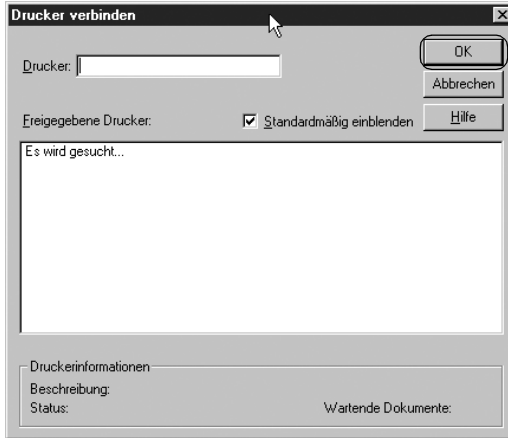 Drucker verbinden
Drucker:
OK
Abbrechen
Freigegebene Drucker:
Standardmäßig einblenden
Hilfe
Es wird gesucht...
Druckerinformationen
Beschreibung:
Status:
Wartende Dokumente: